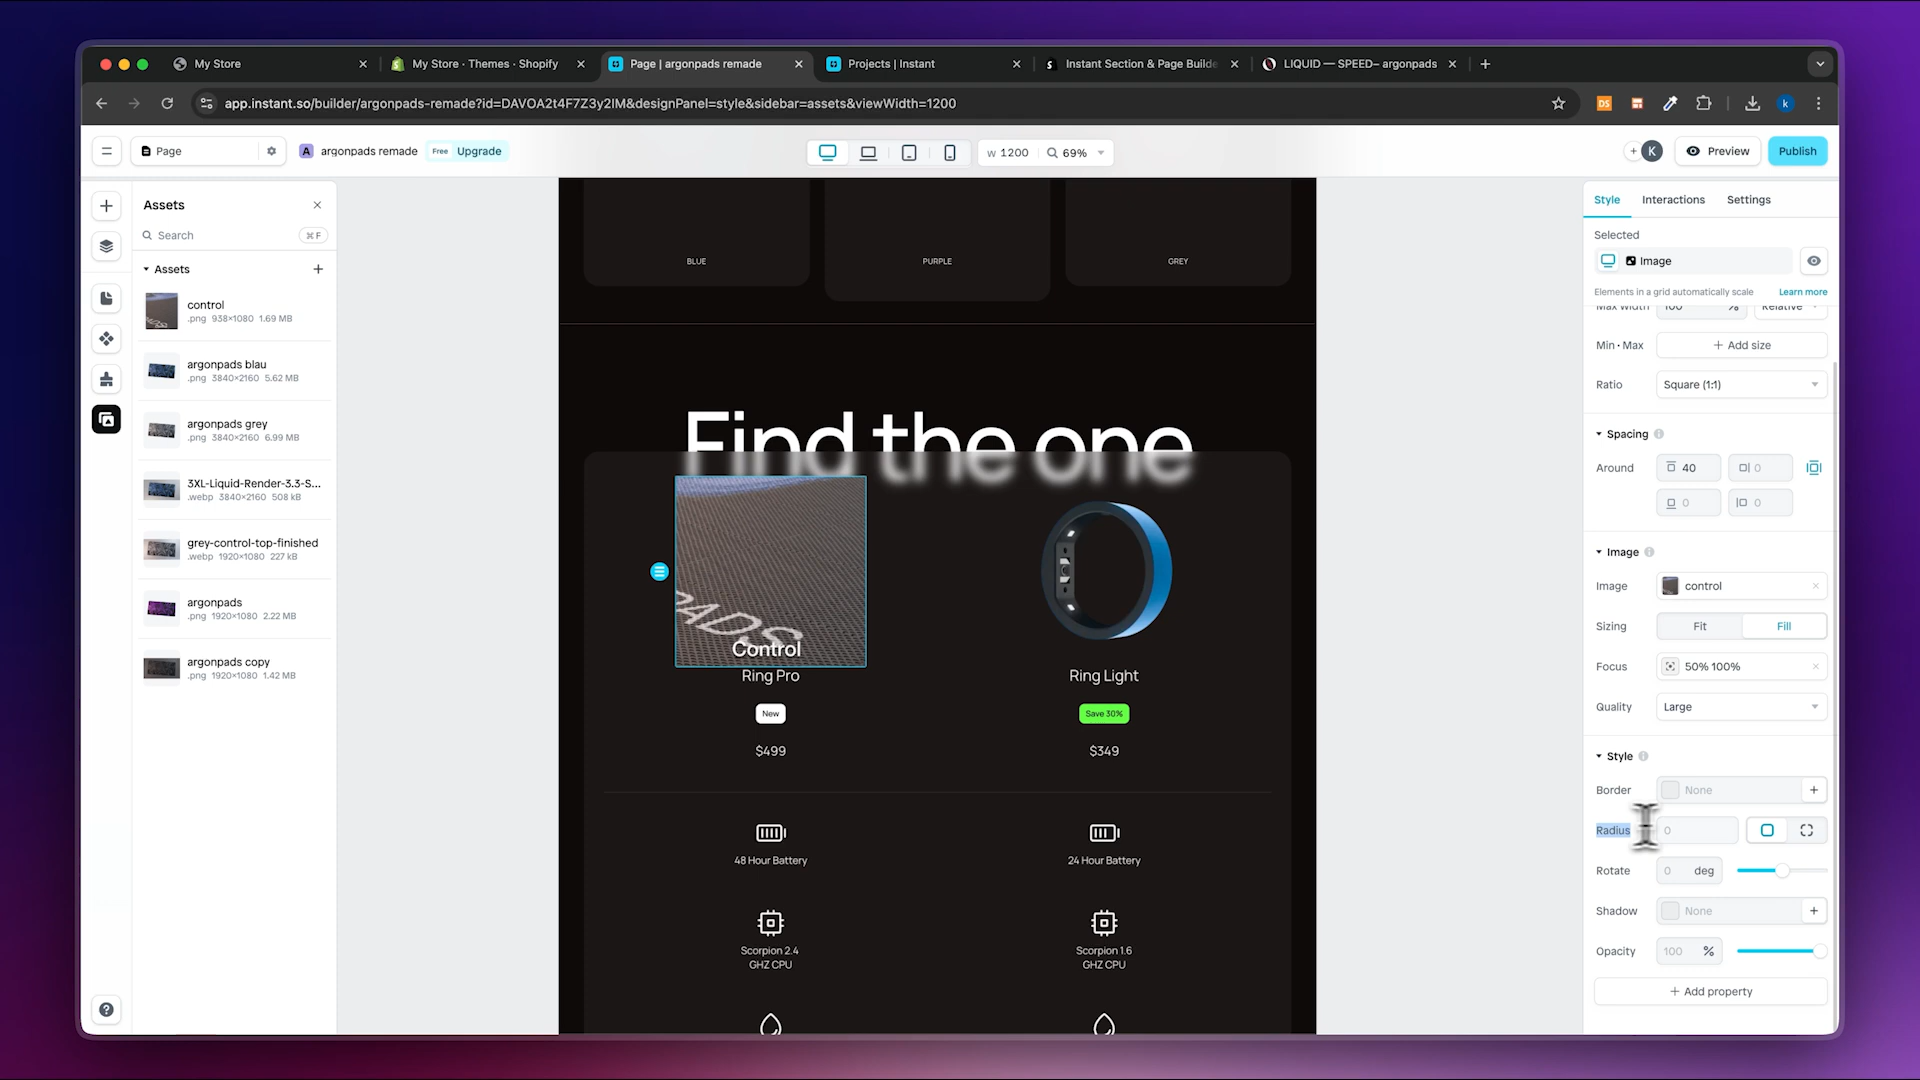 My Store
My Store · Themes · Shopify
Page | argonpads remade
Projects | Instant
Instant Section & Page Builde
LIQUID — SPEED– argonpads
app.instant.so/builder/argonpads-remade?id=DAVOA2t4F7Z3y2IM&designPanel=style&sidebar=assets&viewWidth=1200
DS
k
Page
A argonpads remade
Free Upgrade
W 1200
69%
K
Preview
Publish
Assets
Search
⌘ F
Assets
control
.png 938×1080 1.69 MB
argonpads blau
.png 3840×2160 5.62 MB
argonpads grey
.png 3840×2160 6.99 MB
3XL-Liquid-Render-3.3-S...
.webp 3840×2160 508 kB
grey-control-top-finished
.webp 1920×1080 227 kB
argonpads
.png 1920×1080 2.22 MB
argonpads copy
.png 1920×1080 1.42 MB
BLUE
PURPLE
GREY
Find the one
PADS
Control
Ring Pro
New
$499
48 Hour Battery
Scorpion 2.4
GHZ CPU
Ring Light
Save 30%
$349
24 Hour Battery
Scorpion 1.6
GHZ CPU
Style
Interactions
Settings
Selected
Image
Elements in a grid automatically scale
Learn more
Max Width 100 % Relative
Min · Max + Add size
Ratio Square (1:1)
Spacing
Around 40 0
0 0
Image
Image control
Sizing Fit Fill
Focus 50% 100%
Quality Large
Style
Border None
Radius 0
Rotate 0 deg
Shadow None
Opacity 100 %
+ Add property